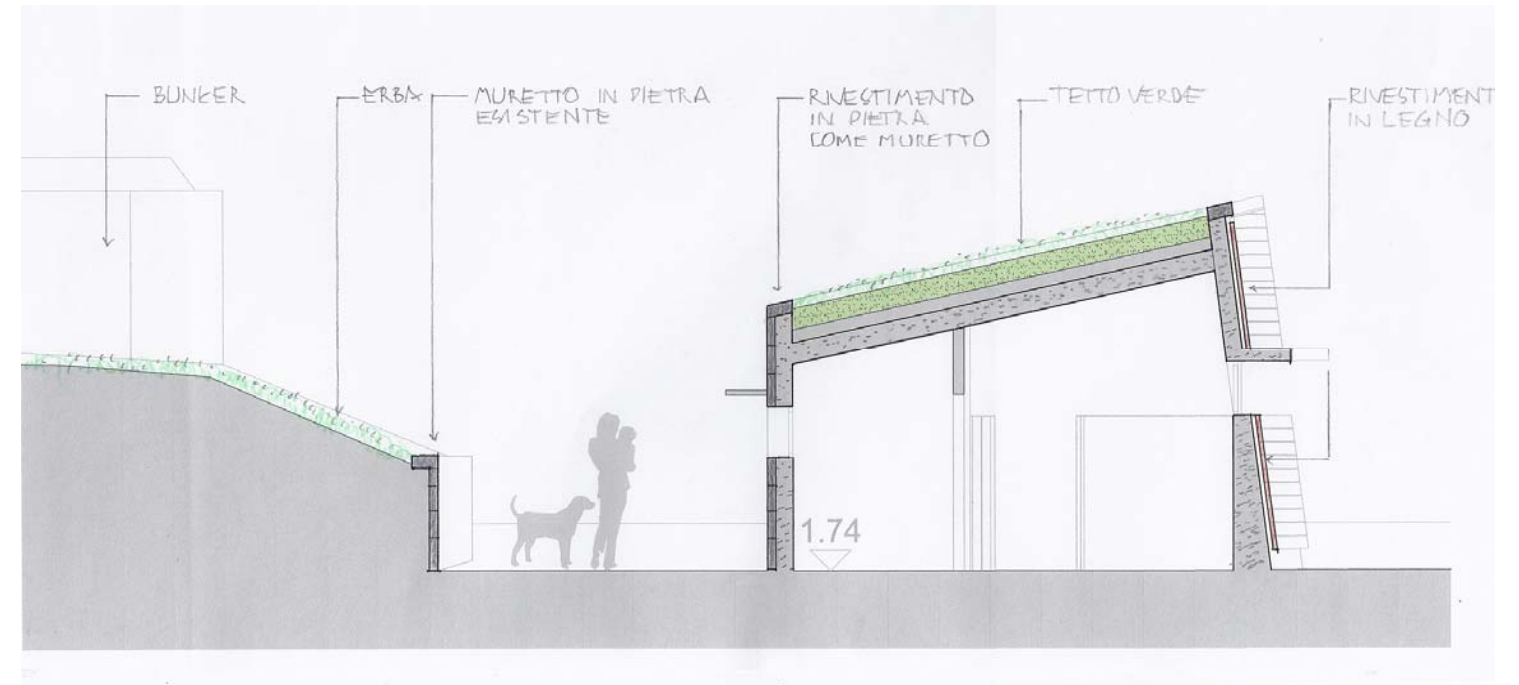 BUNKER
ERBA
MURETTO IN PIETRA
ESISTENTE
RIVESTIMENTO
IN PIETRA
COME MURETTO
TETTO VERDE
RIVESTIMENT
IN LEGNO
1.74